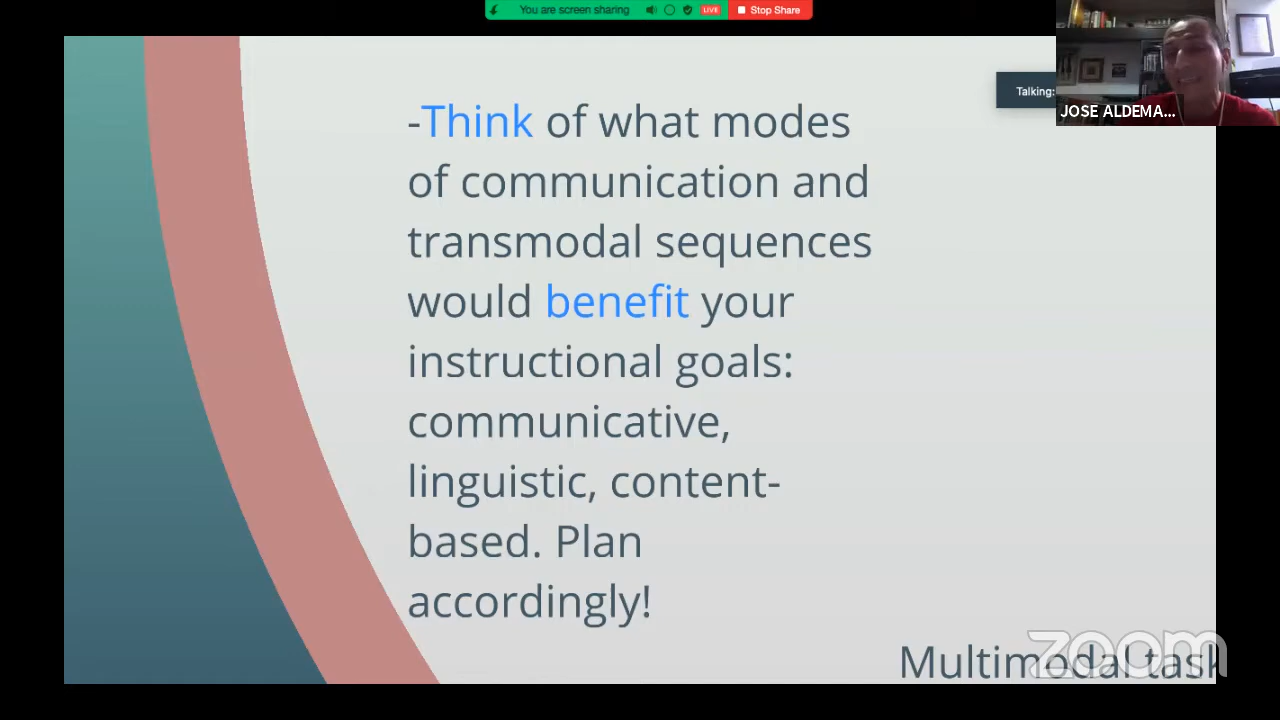 You are screen sharing LIVE Stop Share
Talking:
JOSE ALDEMA...
-Think of what modes
of communication and
transmodal sequences
would benefit your
instructional goals:
communicative,
linguistic, content-
based. Plan
accordingly!
Multimodal task
zoom